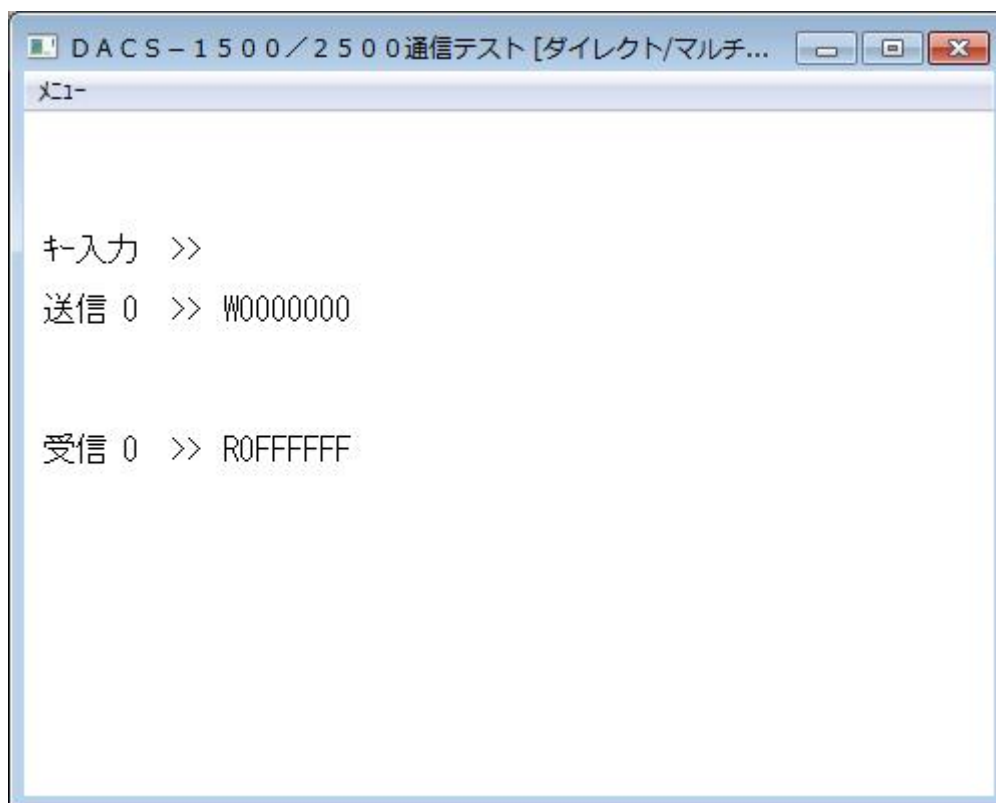 DACS－1500／2500通信テスト [ダイレクト/マルチ...
ﾒﾆｭｰ
ｷｰ入力 >>
送信 0 >> W0000000
受信 0 >> R0FFFFFF